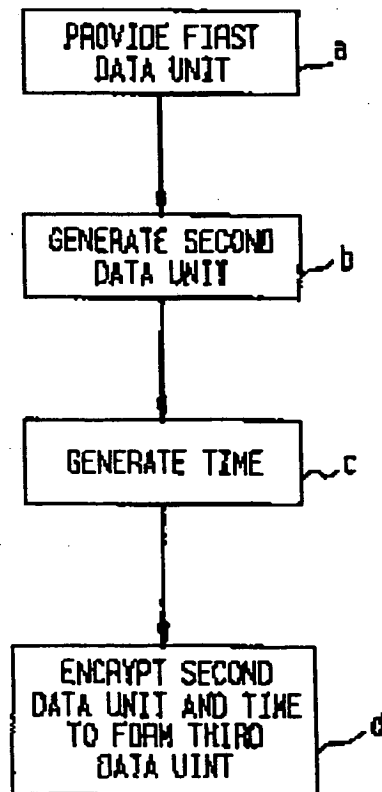 PROVIDE FIRST
DATA UNIT
a
GENERATE SECOND
DATA UNIT
b
GENERATE TIME
c
ENCRYPT SECOND
DATA UNIT AND TIME
TO FORM THIRD
DATA UINT
d